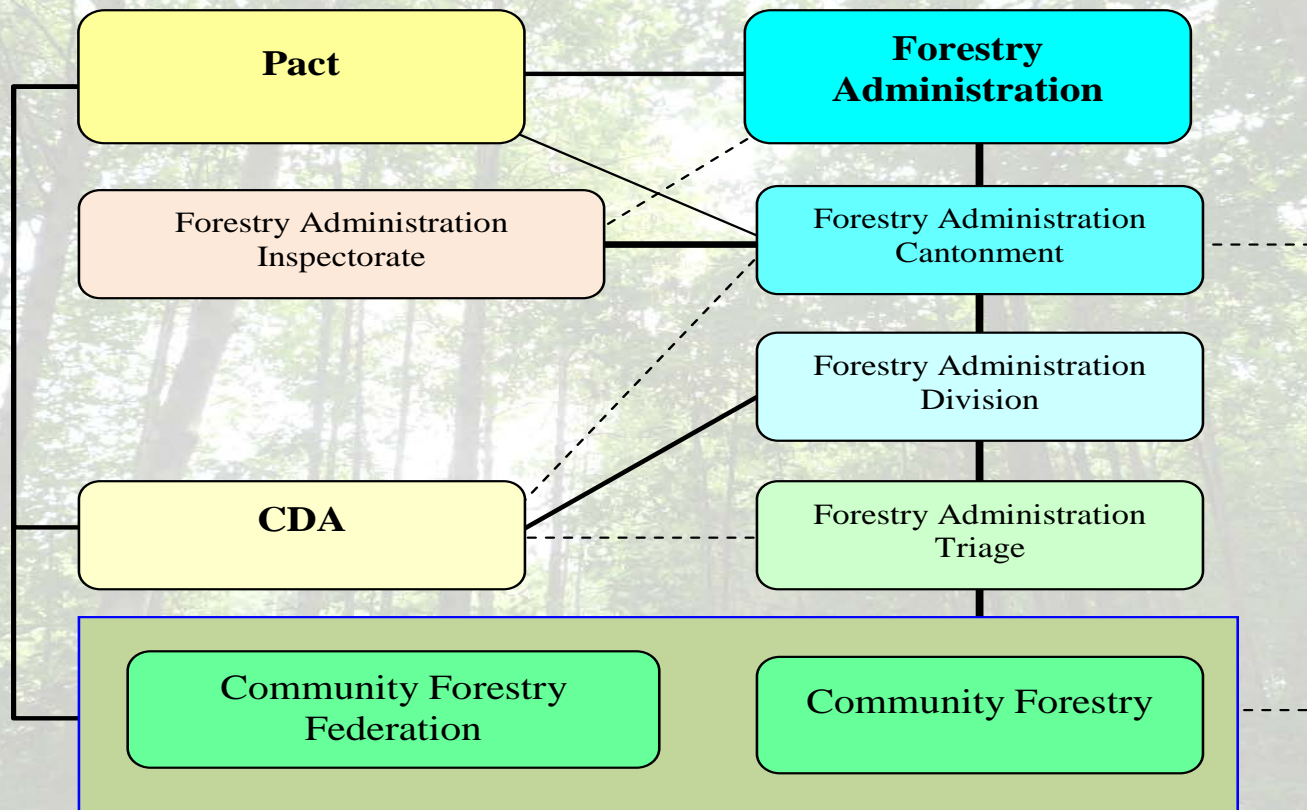 Pact
Forestry
Administration
Forestry Administration
Inspectorate
Forestry Administration
Cantonment
Forestry Administration
Division
CDA
Forestry Administration
Triage
Community Forestry
Federation
Community Forestry